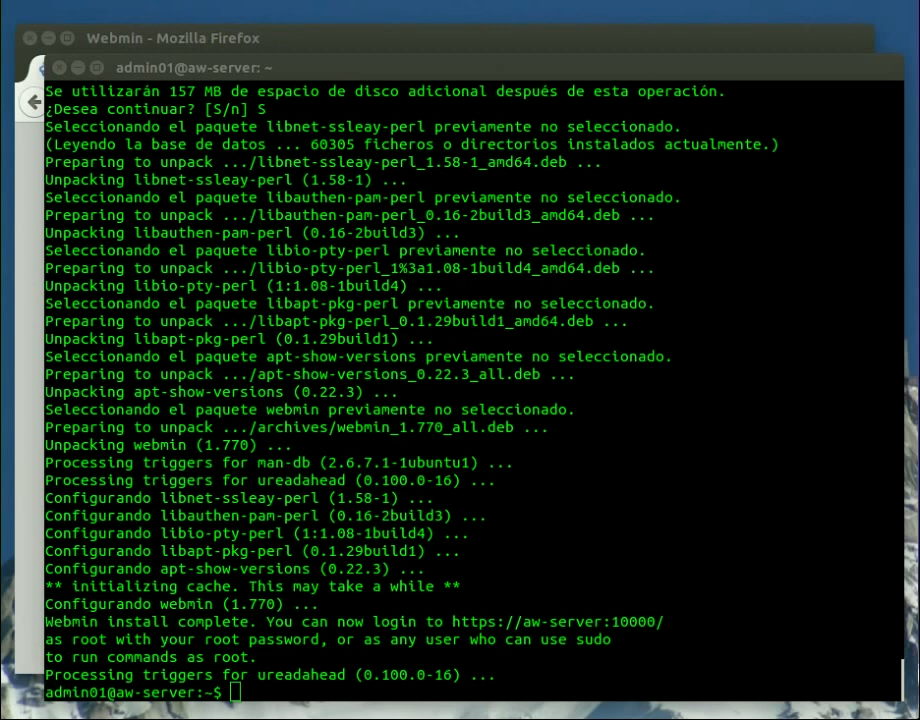 Webmin - Mozilla Firefox
admin01@aw-server: ~
Se utilizarán 157 MB de espacio de disco adicional después de esta operación.
¿Desea continuar? [S/n] S
Seleccionando el paquete libnet-ssleay-perl previamente no seleccionado.
(Leyendo la base de datos ... 60305 ficheros o directorios instalados actualmente.)
Preparing to unpack .../libnet-ssleay-perl_1.58-1_amd64.deb ...
Unpacking libnet-ssleay-perl (1.58-1) ...
Seleccionando el paquete libauthen-pam-perl previamente no seleccionado.
Preparing to unpack .../libauthen-pam-perl_0.16-2build3_amd64.deb ...
Unpacking libauthen-pam-perl (0.16-2build3) ...
Seleccionando el paquete libio-pty-perl previamente no seleccionado.
Preparing to unpack .../libio-pty-perl_1%3a1.08-1build4_amd64.deb ...
Unpacking libio-pty-perl (1:1.08-1build4) ...
Seleccionando el paquete libapt-pkg-perl previamente no seleccionado.
Preparing to unpack .../libapt-pkg-perl_0.1.29build1_amd64.deb ...
Unpacking libapt-pkg-perl (0.1.29build1) ...
Seleccionando el paquete apt-show-versions previamente no seleccionado.
Preparing to unpack .../apt-show-versions_0.22.3_all.deb ...
Unpacking apt-show-versions (0.22.3) ...
Seleccionando el paquete webmin previamente no seleccionado.
Preparing to unpack .../archives/webmin_1.770_all.deb ...
Unpacking webmin (1.770) ...
Processing triggers for man-db (2.6.7.1-1ubuntu1) ...
Processing triggers for ureadahead (0.100.0-16) ...
Configurando libnet-ssleay-perl (1.58-1) ...
Configurando libauthen-pam-perl (0.16-2build3) ...
Configurando libio-pty-perl (1:1.08-1build4) ...
Configurando libapt-pkg-perl (0.1.29build1) ...
Configurando apt-show-versions (0.22.3) ...
** initializing cache. This may take a while **
Configurando webmin (1.770) ...
Webmin install complete. You can now login to https://aw-server:10000/
as root with your root password, or as any user who can use sudo
to run commands as root.
Processing triggers for ureadahead (0.100.0-16) ...
admin01@aw-server:~$